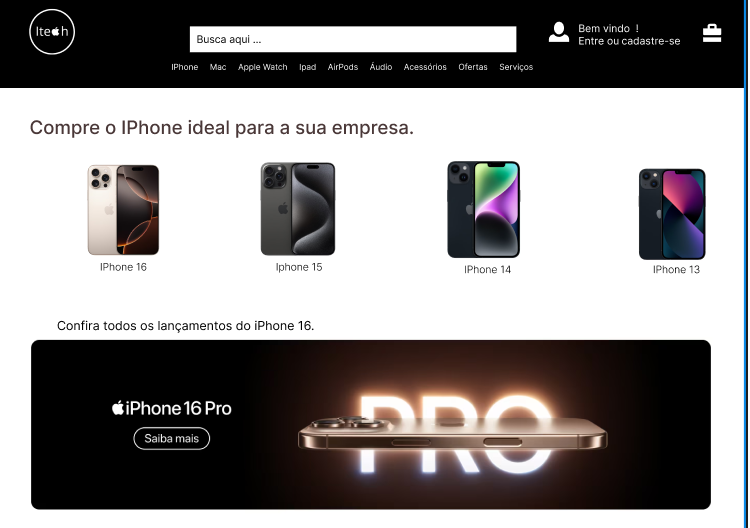 Itech
Busca aqui ...
Bem vindo !
Entre ou cadastre-se
IPhone Mac Apple Watch Ipad AirPods Áudio Acessórios Ofertas Serviços
Compre o IPhone ideal para a sua empresa.
IPhone 16 Iphone 15 IPhone 14 IPhone 13
Confira todos os lançamentos do iPhone 16.
iPhone 16 Pro
Saiba mais
PRO